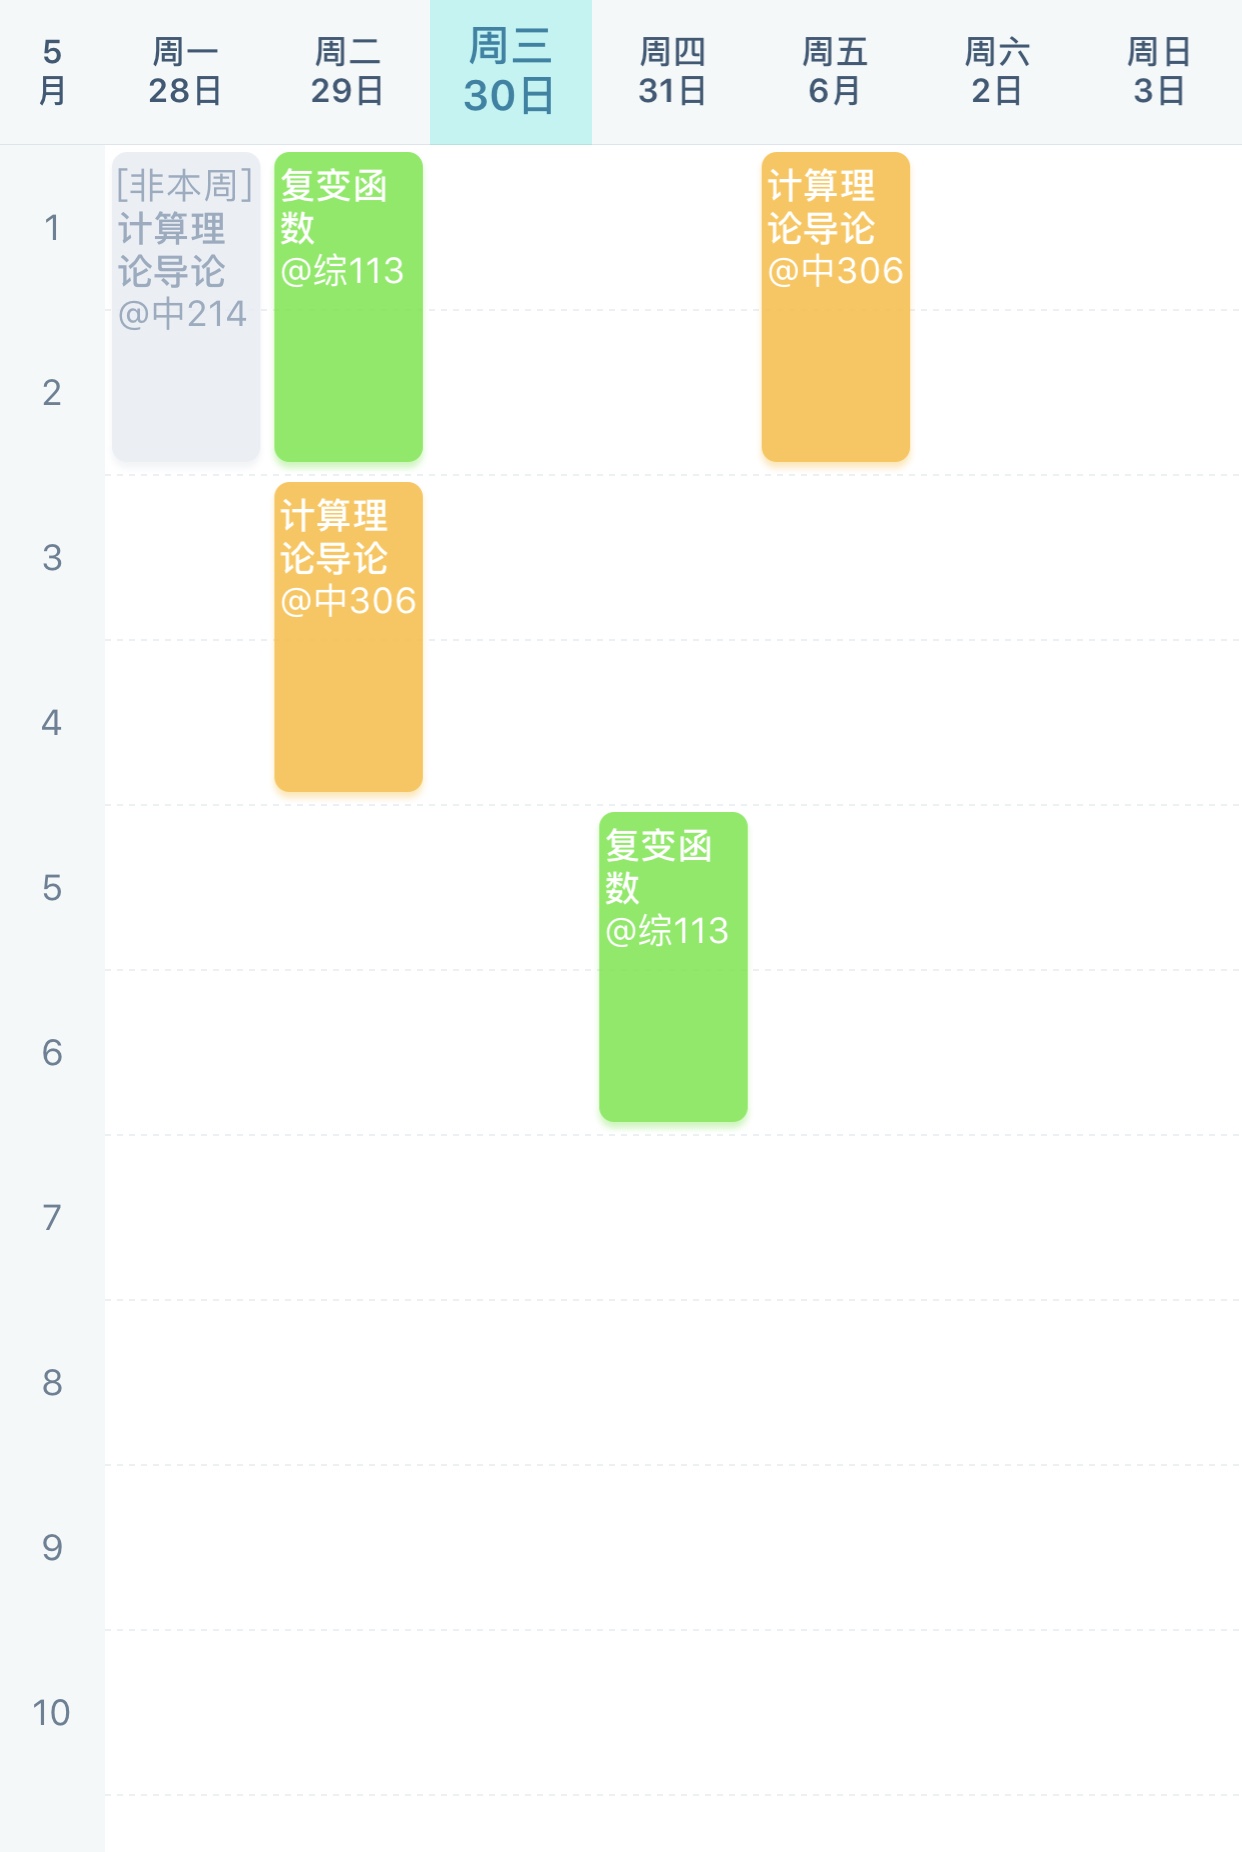 5
月
周一
28日
周二
29日
周三
30日
周四
31日
周五
6月
周六
2日
周日
3日
1
2
3
4
5
6
7
8
9
10
[非本周]
计算理
论导论
@中214
复变函
数
@综113
计算理
论导论
@中306
复变函
数
@综113
计算理
论导论
@中306